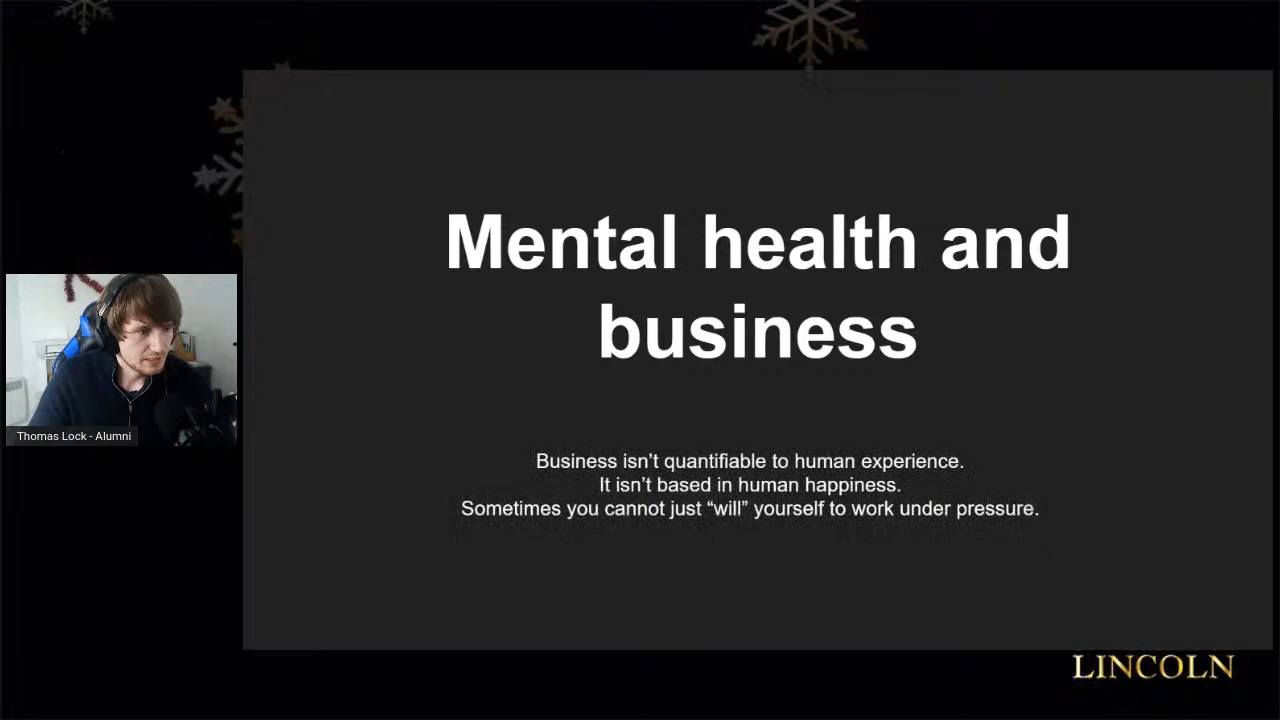 Mental health and
business
Business isn’t quantifiable to human experience.
It isn’t based in human happiness.
Sometimes you cannot just “will” yourself to work under pressure.
Thomas Lock - Alumni
LINCOLN